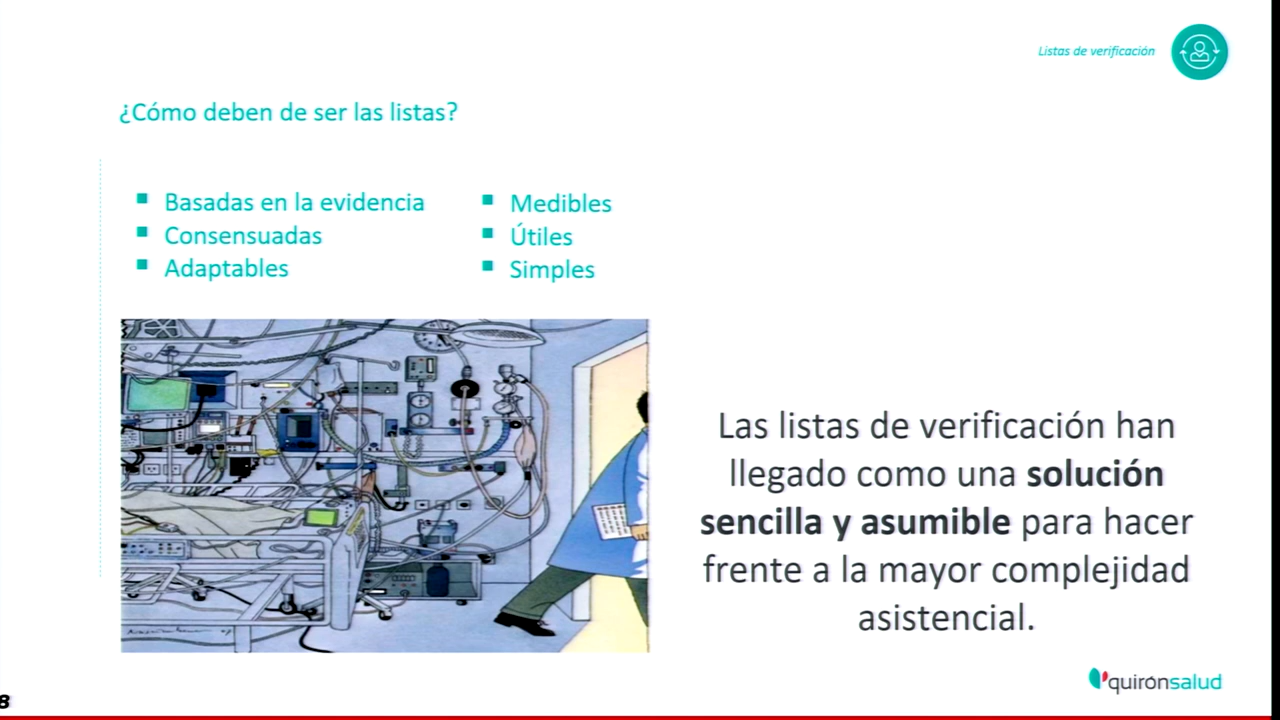 Listas de verificación
¿Cómo deben de ser las listas?
Basadas en la evidencia
Consensuadas
Adaptables
Medibles
Útiles
Simples
Las listas de verificación han
llegado como una solución
sencilla y asumible para hacer
frente a la mayor complejidad
asistencial.
quirónsalud
8